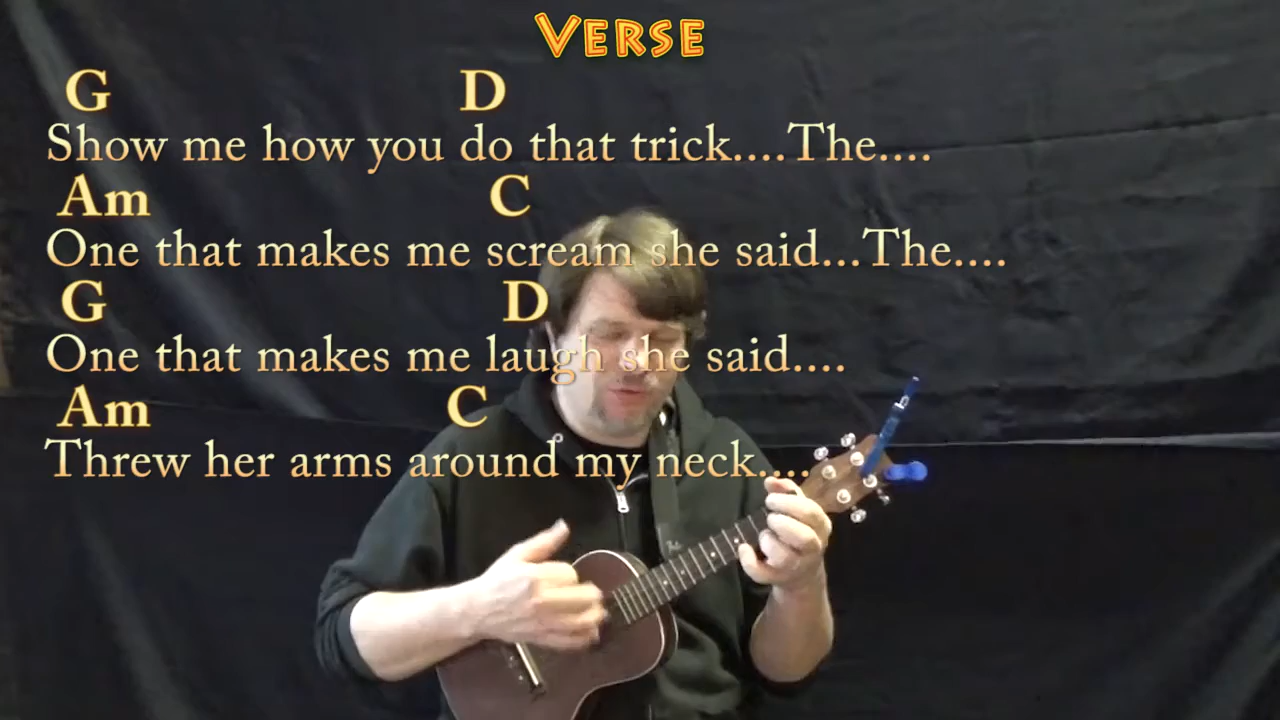 VERSE
G D
Show me how you do that trick....The....
Am C
One that makes me scream she said...The....
G D
One that makes me laugh she said....
Am C
Threw her arms around my neck....